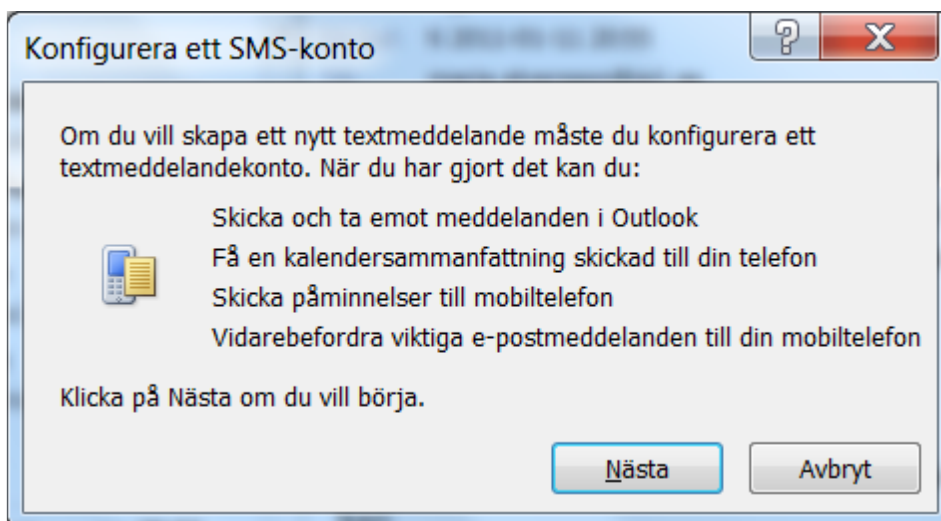 Konfigurera ett SMS-konto
Om du vill skapa ett nytt textmeddelande måste du konfigurera ett
textmeddelandekonto. När du har gjort det kan du:
Skicka och ta emot meddelanden i Outlook
Få en kalendersammanfattning skickad till din telefon
Skicka påminnelser till mobiltelefon
Vidarebefordra viktiga e-postmeddelanden till din mobiltelefon
Klicka på Nästa om du vill börja.
Nästa
Avbryt